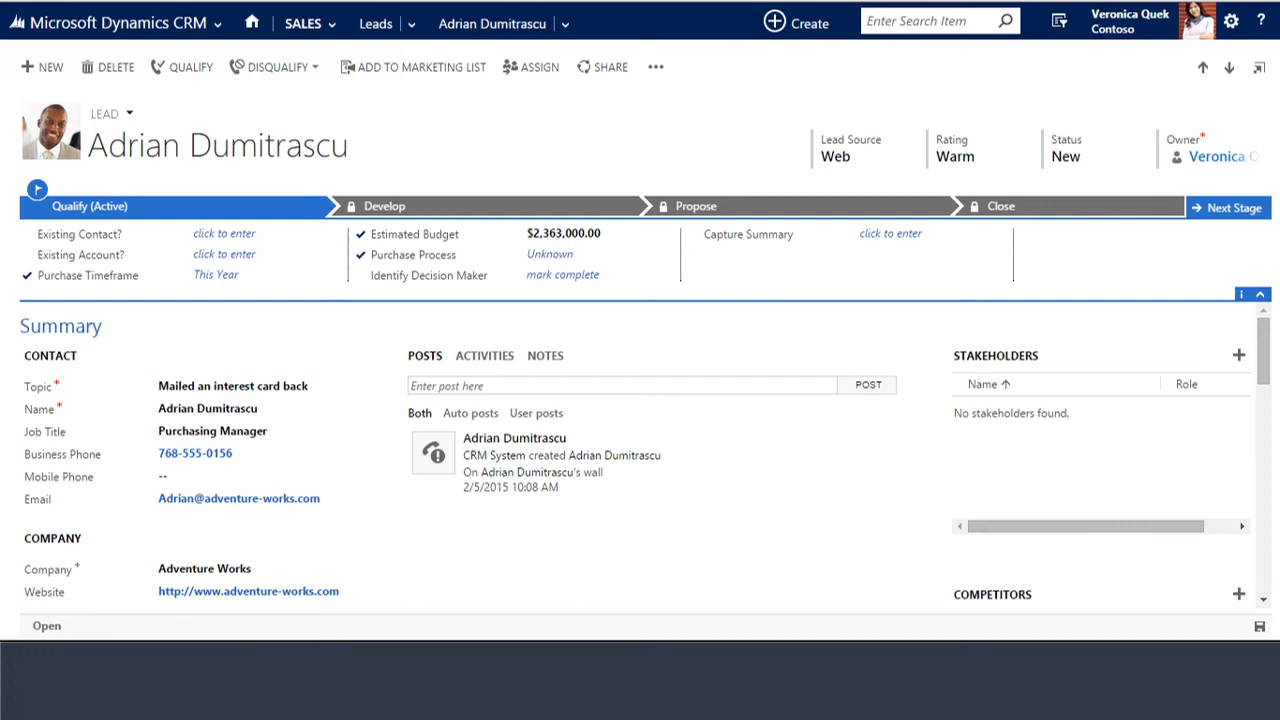 Microsoft Dynamics CRM SALES Leads Adrian Dumitrascu Create Enter Search Item Veronica Quek ?
Contoso
NEW DELETE QUALIFY DISQUALIFY ADD TO MARKETING LIST ASSIGN SHARE •••
LEAD
Adrian Dumitrascu
Lead Source Rating Status Owner*
Web Warm New Veronica Q
Qualify (Active) Develop Propose Close Next Stage
Existing Contact? click to enter Estimated Budget $2,363,000.00 Capture Summary click to enter
Existing Account? click to enter Purchase Process Unknown
Purchase Timeframe This Year Identify Decision Maker mark complete
i
Summary
CONTACT POSTS ACTIVITIES NOTES STAKEHOLDERS
Topic* Mailed an interest card back Enter post here POST Name Role
Name* Adrian Dumitrascu Both Auto posts User posts No stakeholders found.
Job Title Purchasing Manager Adrian Dumitrascu
Business Phone 768-555-0156 CRM System created Adrian Dumitrascu
Mobile Phone -- On Adrian Dumitrascu's wall
Email Adrian@adventure-works.com 2/5/2015 10:08 AM
COMPANY
Company+ Adventure Works
Website http://www.adventure-works.com COMPETITORS
Open